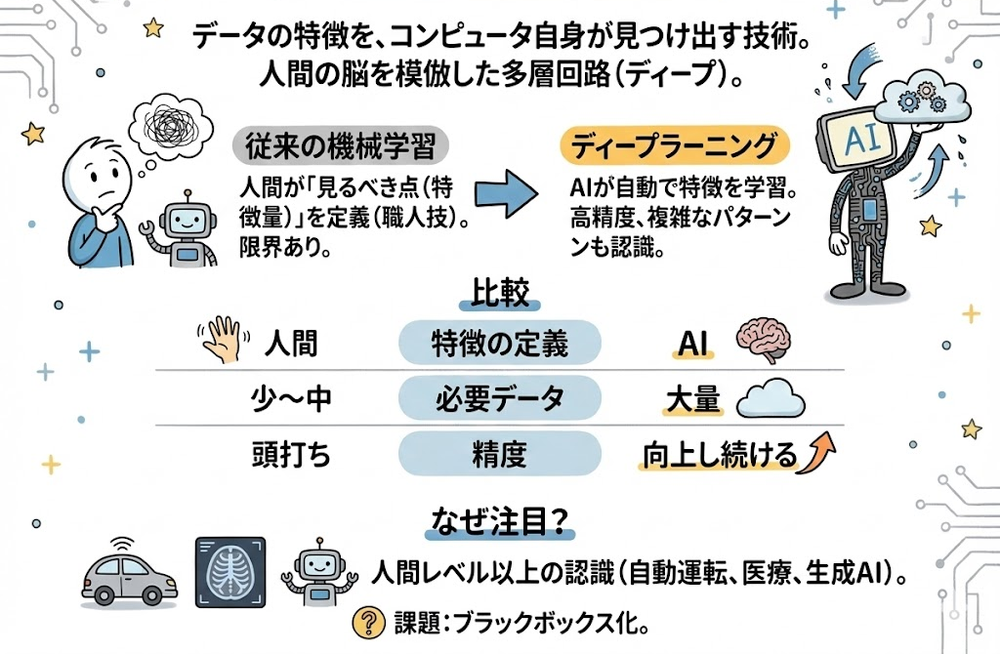 データの特徴を、コンピュータ自身が見つけ出す技術。
人間の脳を模倣した多層回路(ディープ)。
従来の機械学習
人間が「見るべき点(特
徴量)」を定義(職人技)。
限界あり。
ディープラーニング
AIが自動で特徴を学習。
高精度、複雑なパターン
ンも認識。
AI
比較
人間 特徴の定義 AI
少〜中 必要データ 大量
頭打ち 精度 向上し続ける
なぜ注目?
人間レベル以上の認識(自動運転、医療、生成AI)。
? 課題:ブラックボックス化。